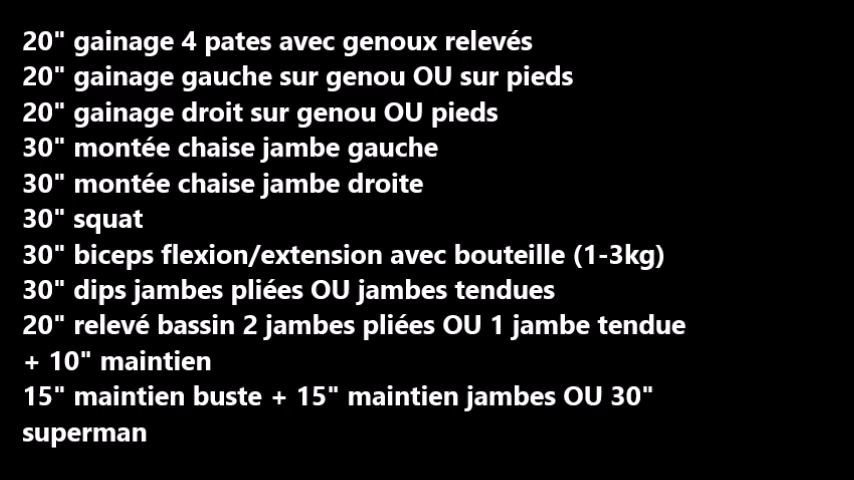 20" gainage 4 pates avec genoux relevés
20" gainage gauche sur genou OU sur pieds
20" gainage droit sur genou OU pieds
30" montée chaise jambe gauche
30" montée chaise jambe droite
30" squat
30" biceps flexion/extension avec bouteille (1-3kg)
30" dips jambes pliées OU jambes tendues
20" relevé bassin 2 jambes pliées OU 1 jambe tendue
+ 10" maintien
15" maintien buste + 15" maintien jambes OU 30"
superman